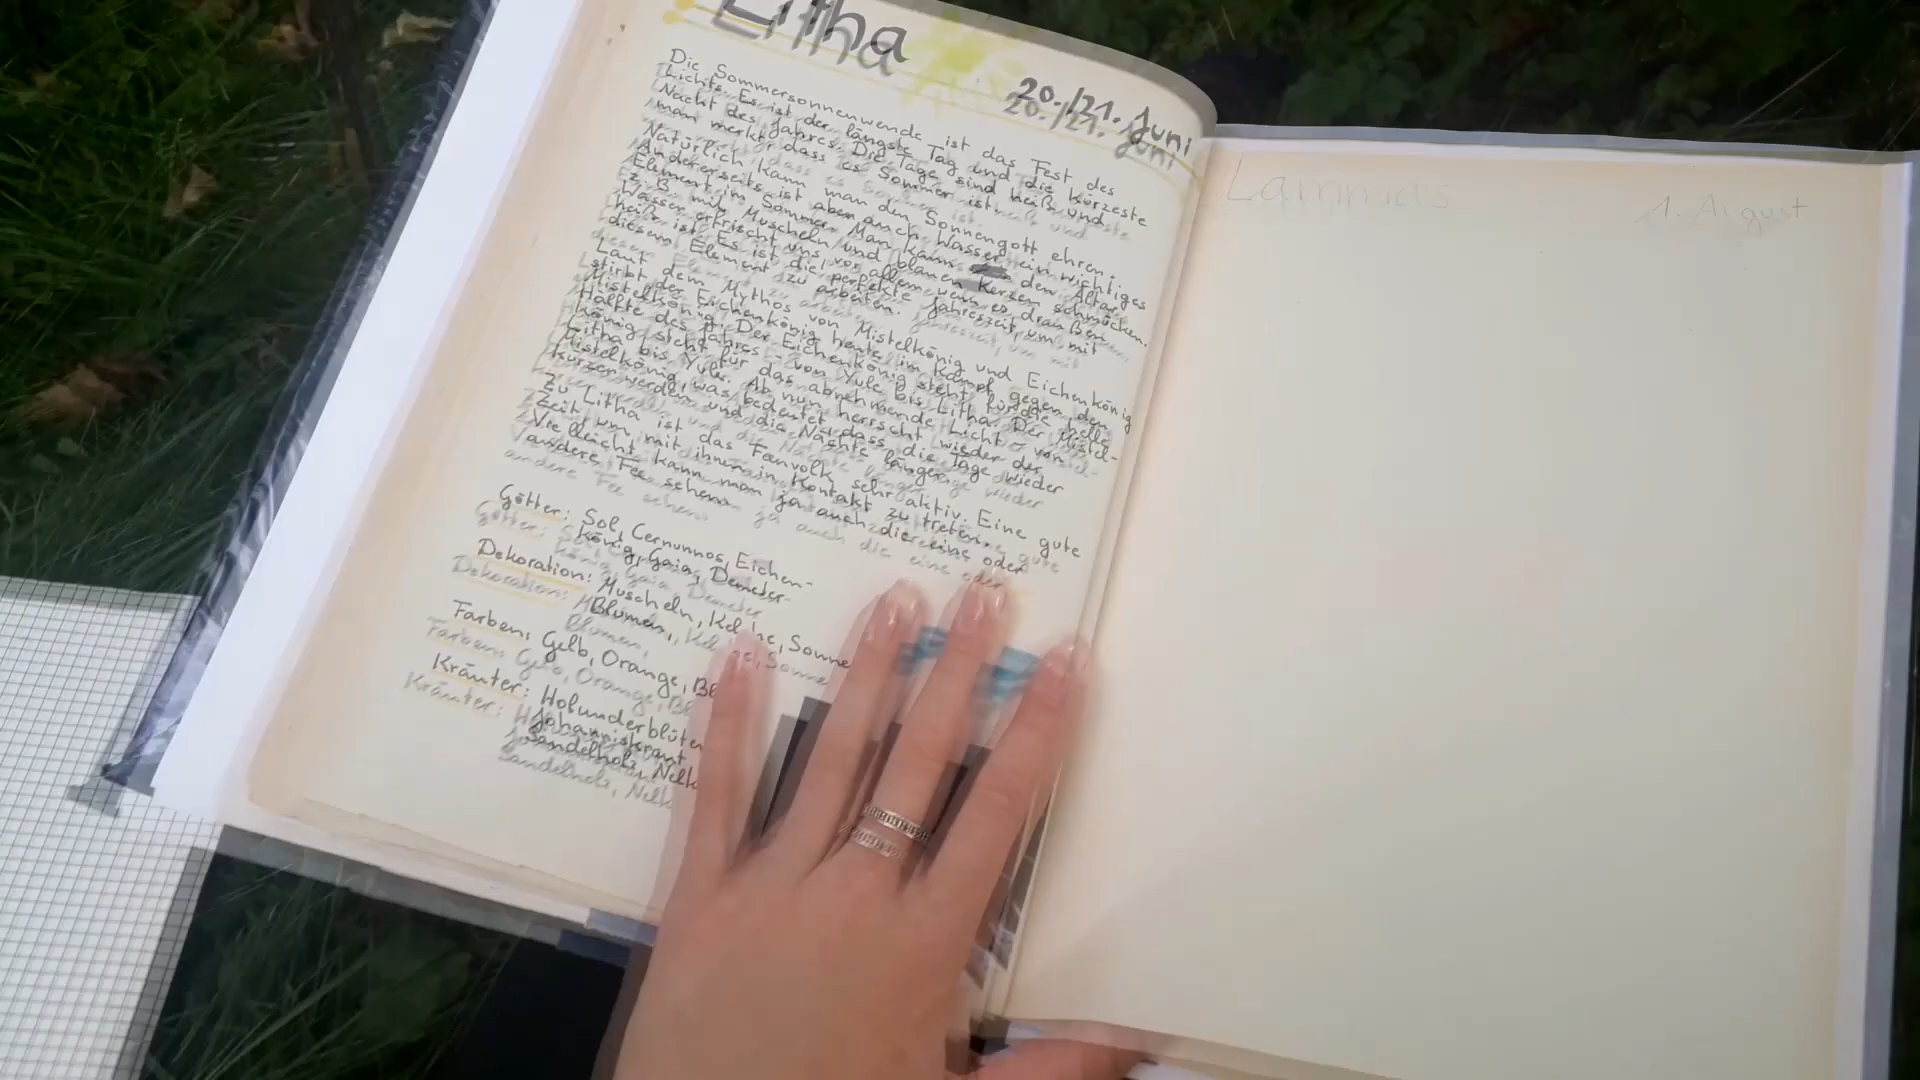 Litha
20./21. Juni
Die Sommersonnenwende ist das Fest des
Lichts. Es ist der längste Tag und die kürzeste
Nacht des Jahres. Die Tage sind heiß und
man merkt, dass es Sommer ist.
Natürlich kann man den Sonnengott ehren.
Andererseits ist aber auch Wasser ein wichtiges
Element im Sommer. Man kann den Altar
z.B. mit Muscheln und blauen Kerzen schmücken.
Wasser erfrischt uns, vor allem wenn es draußen
heiß ist. Es ist die perfekte Jahreszeit, um mit
diesem Element zu arbeiten.
Laut dem Mythos von Mistelkönig und Eichenkönig
stirbt der Eichenkönig heute im Kampf gegen den
Mistelkönig. Der Eichenkönig steht für die helle
Hälfte des Jahres - von Yule bis Litha. Der Mistel-
könig steht für das abnehmende Licht - von
Litha bis Yule. Ab nun herrscht wieder der
Mistelkönig, was bedeutet, dass die Tage wieder
kürzer werden und die Nächte länger.
Zu Litha ist das Feenvolk sehr aktiv. Eine gute
Zeit um mit ihnen in Kontakt zu treten.
Vielleicht kann man ja auch die eine oder
andere Fee sehen.
Götter: Sol, Cernunnos, Eichen-
könig, Gaia, Demeter
Dekoration: Muscheln, Sonne
Blumen,
Farben: Gelb, Orange, Bl
Kräuter: Holunderblüten
Johanniskraut
Sandelholz, Nelk
Lammas
1. August